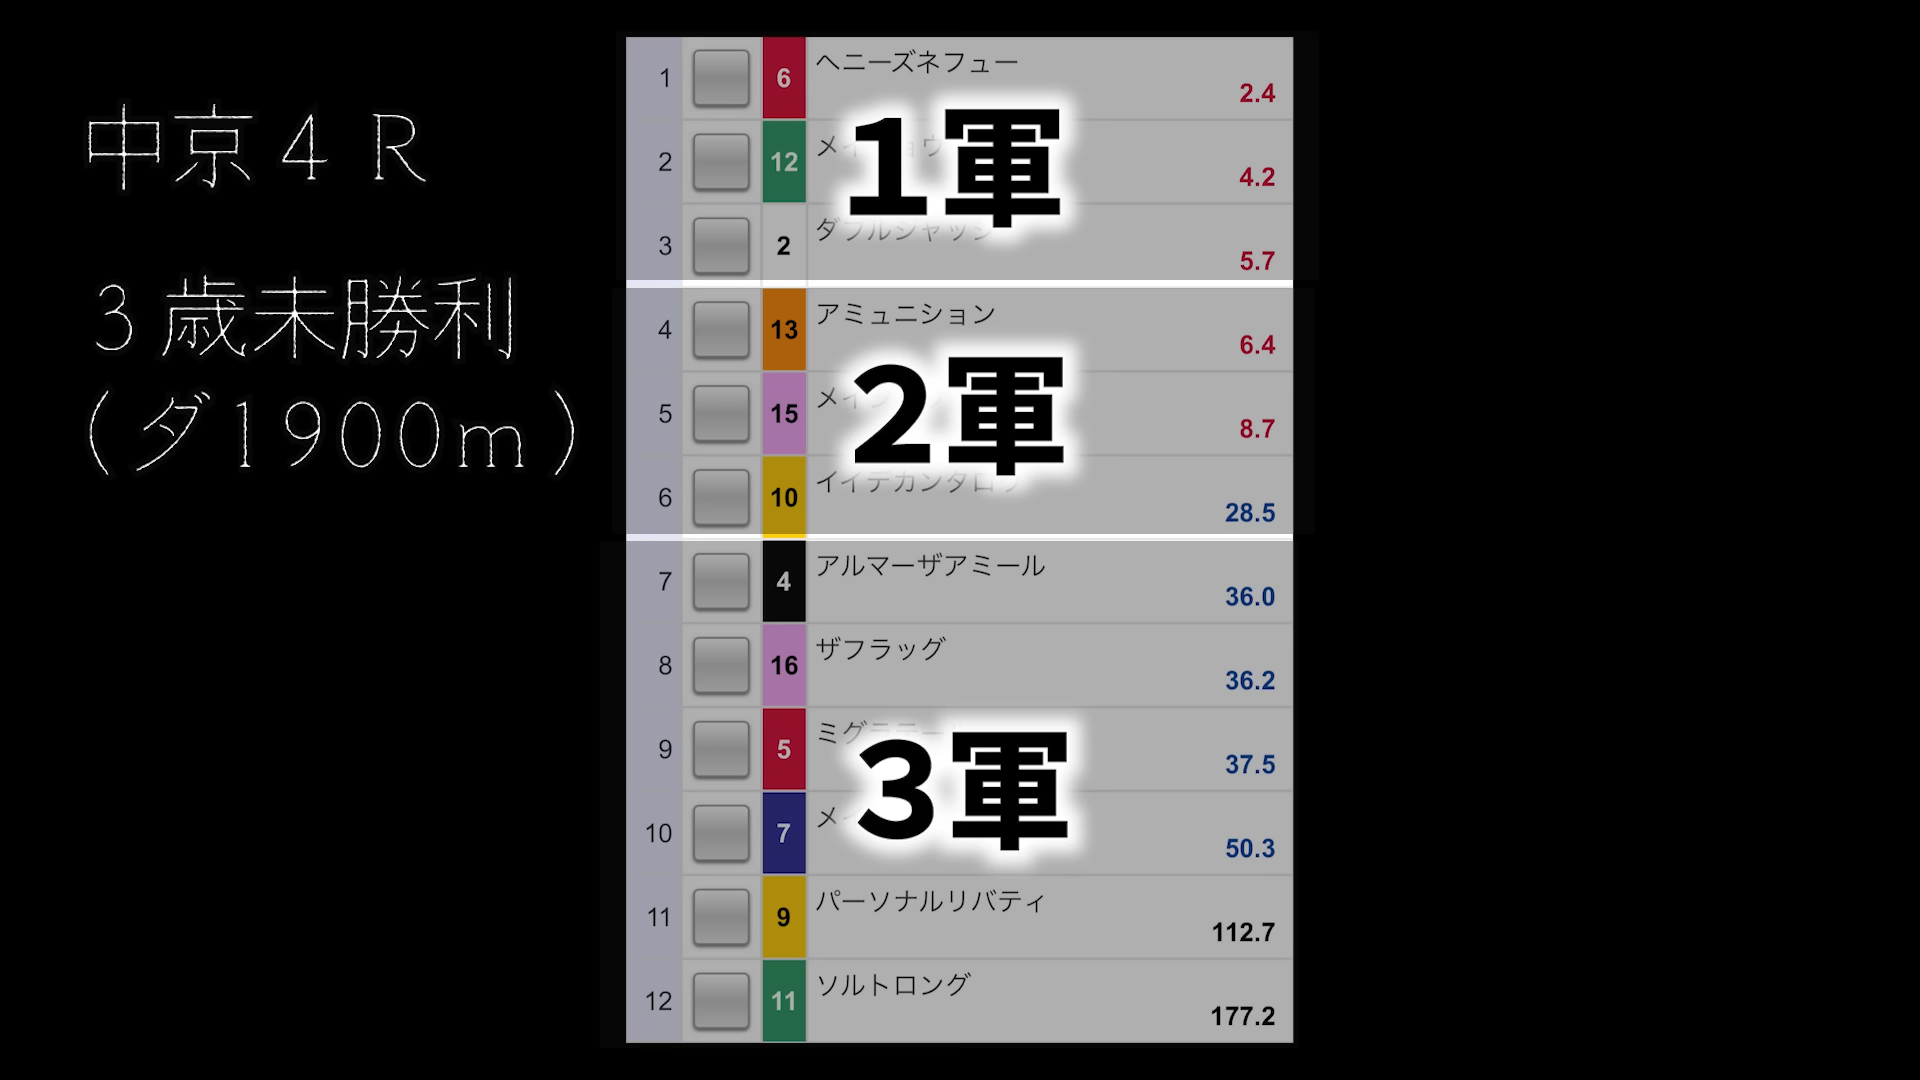 中京４Ｒ
３歳未勝利
（ダ1900ｍ）
1 6 ヘニーズネフュー 2.4
1軍
2 12 4.2
3 2 5.7
4 13 アミュニション 6.4
2軍
5 15 8.7
6 10 28.5
7 4 アルマーザアミール 36.0
8 16 ザフラッグ 36.2
9 5 37.5
3軍
10 7 50.3
11 9 パーソナルリバティ 112.7
12 11 ソルトロング 177.2